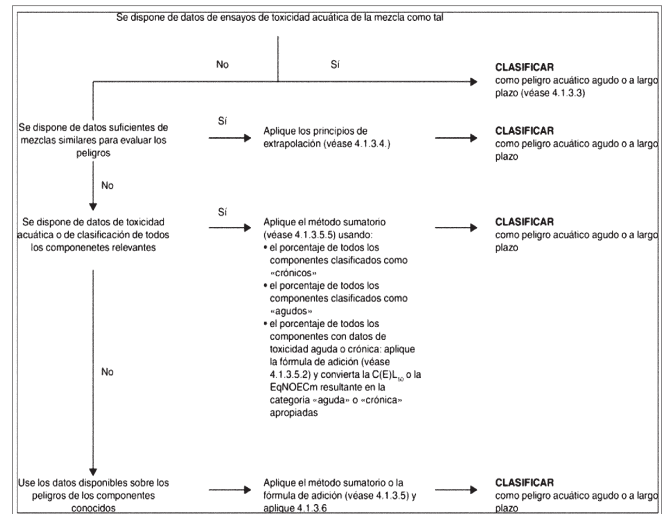 Se dispone de datos de ensayos de toxicidad acuática de la mezcla como tal
No
Sí
CLASIFICAR
como peligro acuático agudo o a largo
plazo (véase 4.1.3.3)
Se dispone de datos suficientes de
mezclas similares para evaluar los
peligros
Sí
Aplique los principios de
extrapolación (véase 4.1.3.4.)
CLASIFICAR
como peligro acuático agudo o a largo
plazo
No
Se dispone de datos de toxicidad
acuática o de clasificación de todos
los componenetes relevantes
Sí
Aplique el método sumatorio
(véase 4.1.3.5.5) usando:
• el porcentaje de todos los
componentes clasificados como
«crónicos»
• el porcentaje de todos los
componentes clasificados como
«agudos»
• el porcentaje de todos los
componentes con datos de
toxicidad aguda o crónica: aplique
la fórmula de adición (véase
4.1.3.5.2) y convierta la C(E)L50 o la
EqNOECm resultante en la
categoría «aguda» o «crónica»
apropiadas
CLASIFICAR
como peligro acuático agudo o a largo
plazo
No
Use los datos disponibles sobre los
peligros de los componentes
conocidos
Aplique el método sumatorio o la
fórmula de adición (véase 4.1.3.5) y
aplique 4.1.3.6
CLASIFICAR
como peligro acuático agudo o a largo
plazo